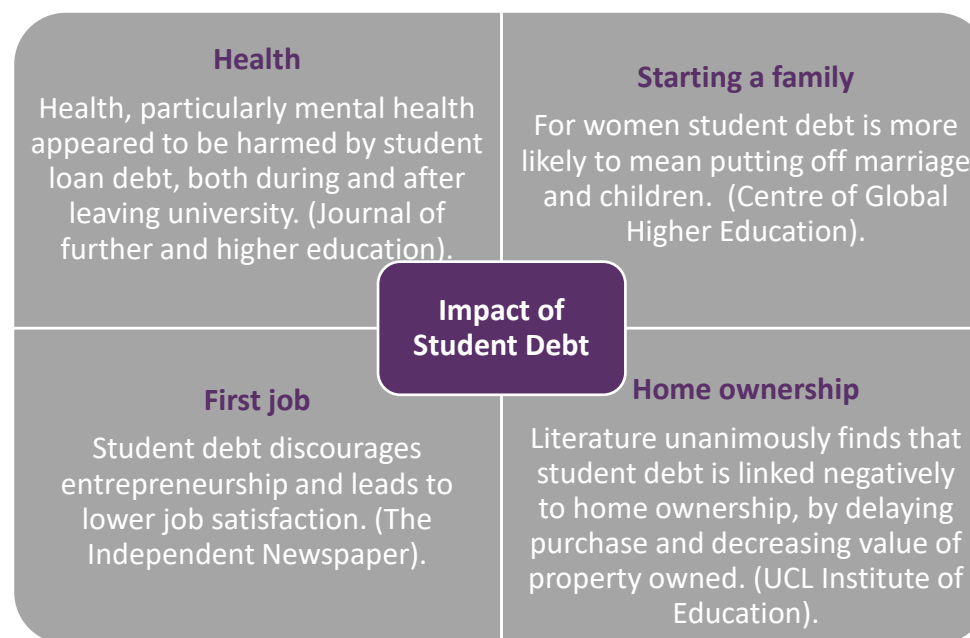 Health
Health, particularly mental health
appeared to be harmed by student
loan debt, both during and after
leaving university. (Journal of
further and higher education).
Starting a family
For women student debt is more
likely to mean putting off marriage
and children.  (Centre of Global
Higher Education).
Impact of
Student Debt
First job
Student debt discourages
entrepreneurship and leads to
lower job satisfaction. (The
Independent Newspaper).
Home ownership
Literature unanimously finds that
student debt is linked negatively
to home ownership, by delaying
purchase and decreasing value of
property owned. (UCL Institute of
Education).